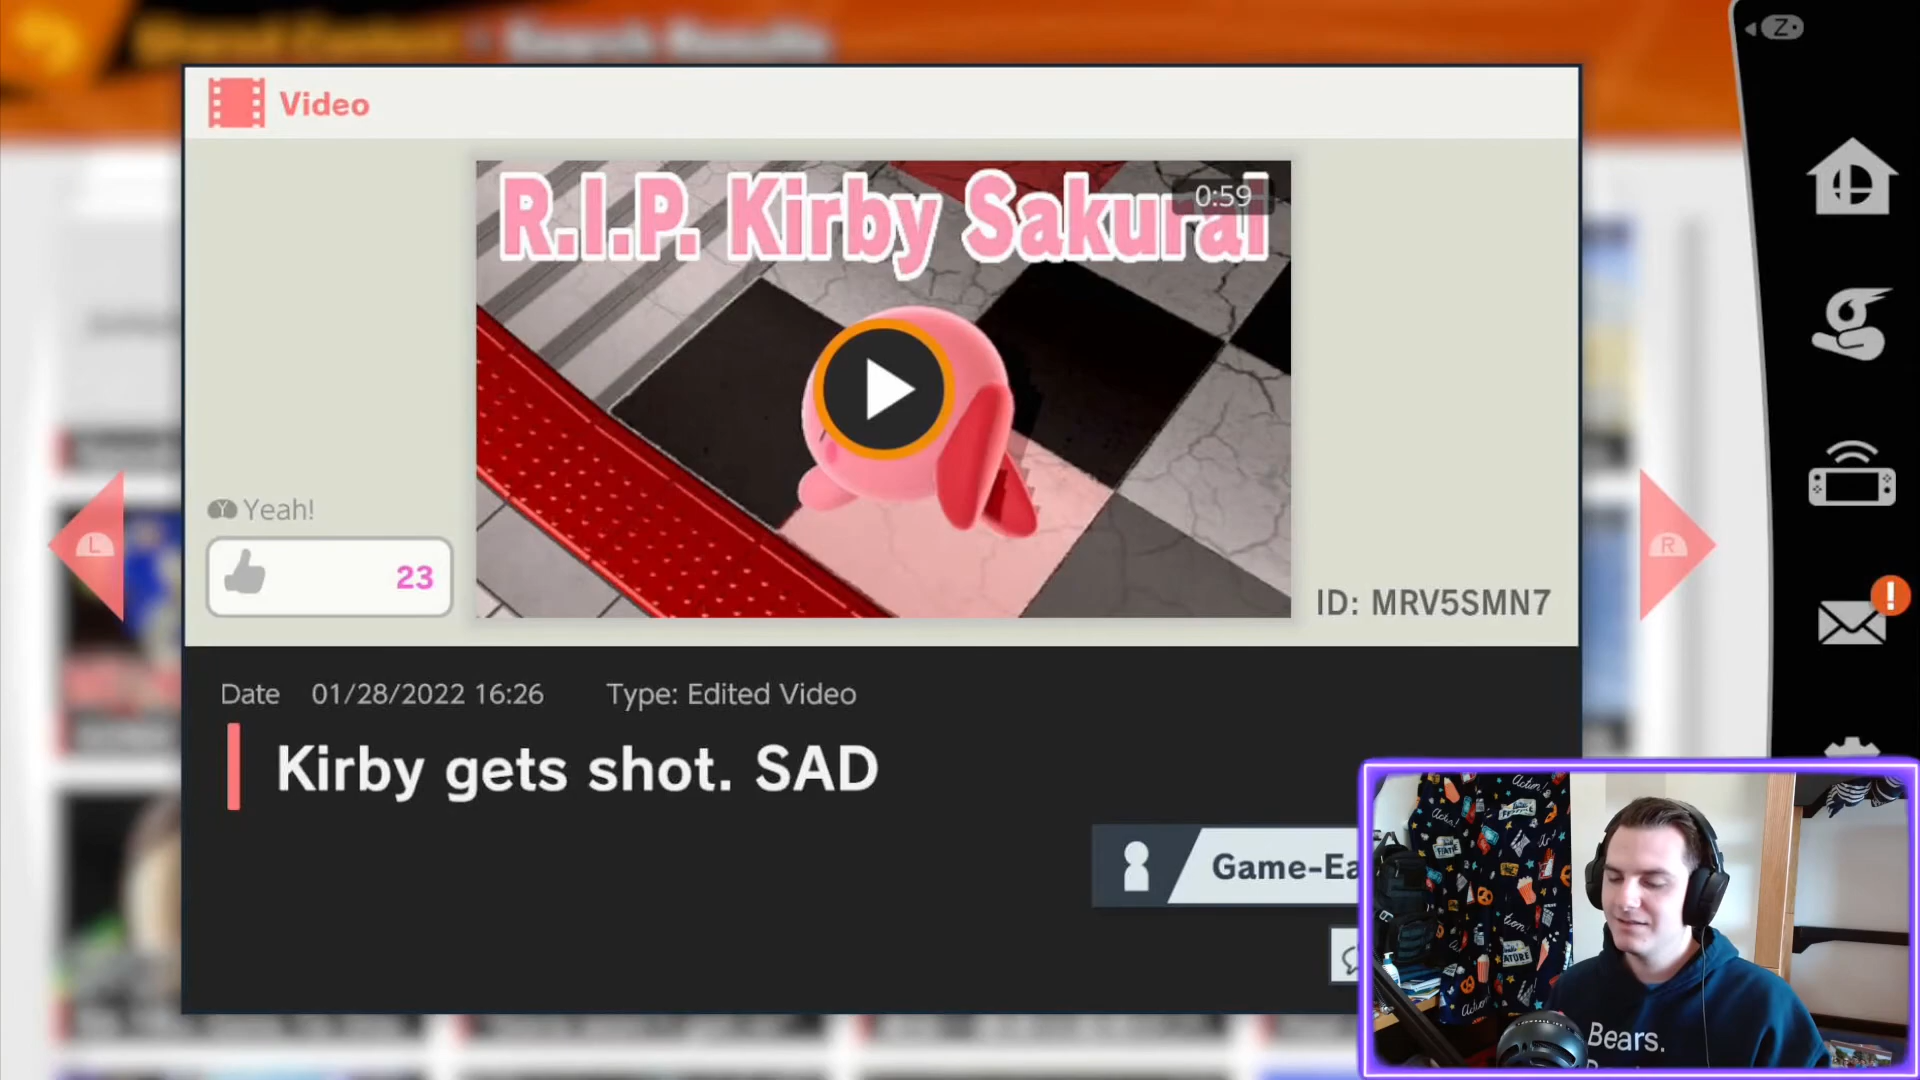 Z
Video
R.I.P. Kirby Sakurai
0:59
Y Yeah!
23
L
R
ID: MRV5SMN7
!
Date 01/28/2022 16:26 Type: Edited Video
Kirby gets shot. SAD
Game-Ea
Bears.